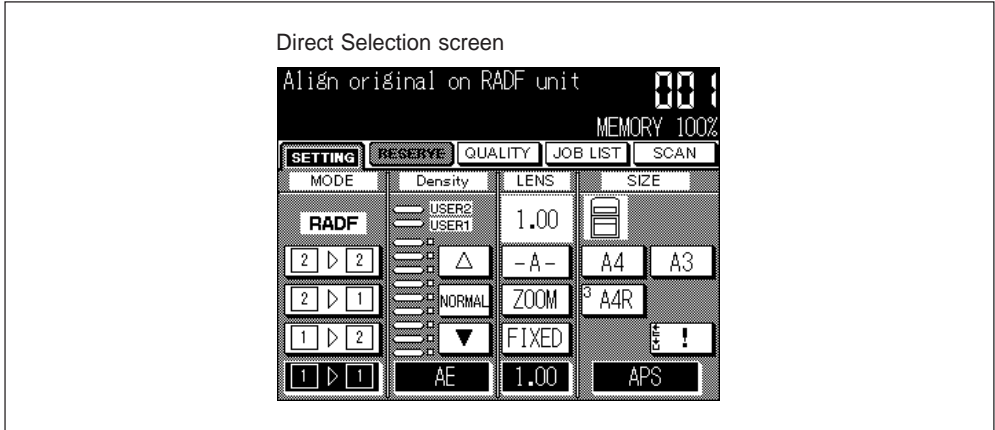 Direct Selection screen
Align original on RADF unit
001
MEMORY 100%
SETTING RESERVE QUALITY JOB LIST SCAN
MODE Density LENS SIZE
USER2
RADF USER1 1.00
2 ▷ 2 △ -A- A4 A3
2 ▷ 1 NORMAL ZOOM 3 A4R
1 ▷ 2 ▼ FIXED !
1 ▷ 1 AE 1.00 APS